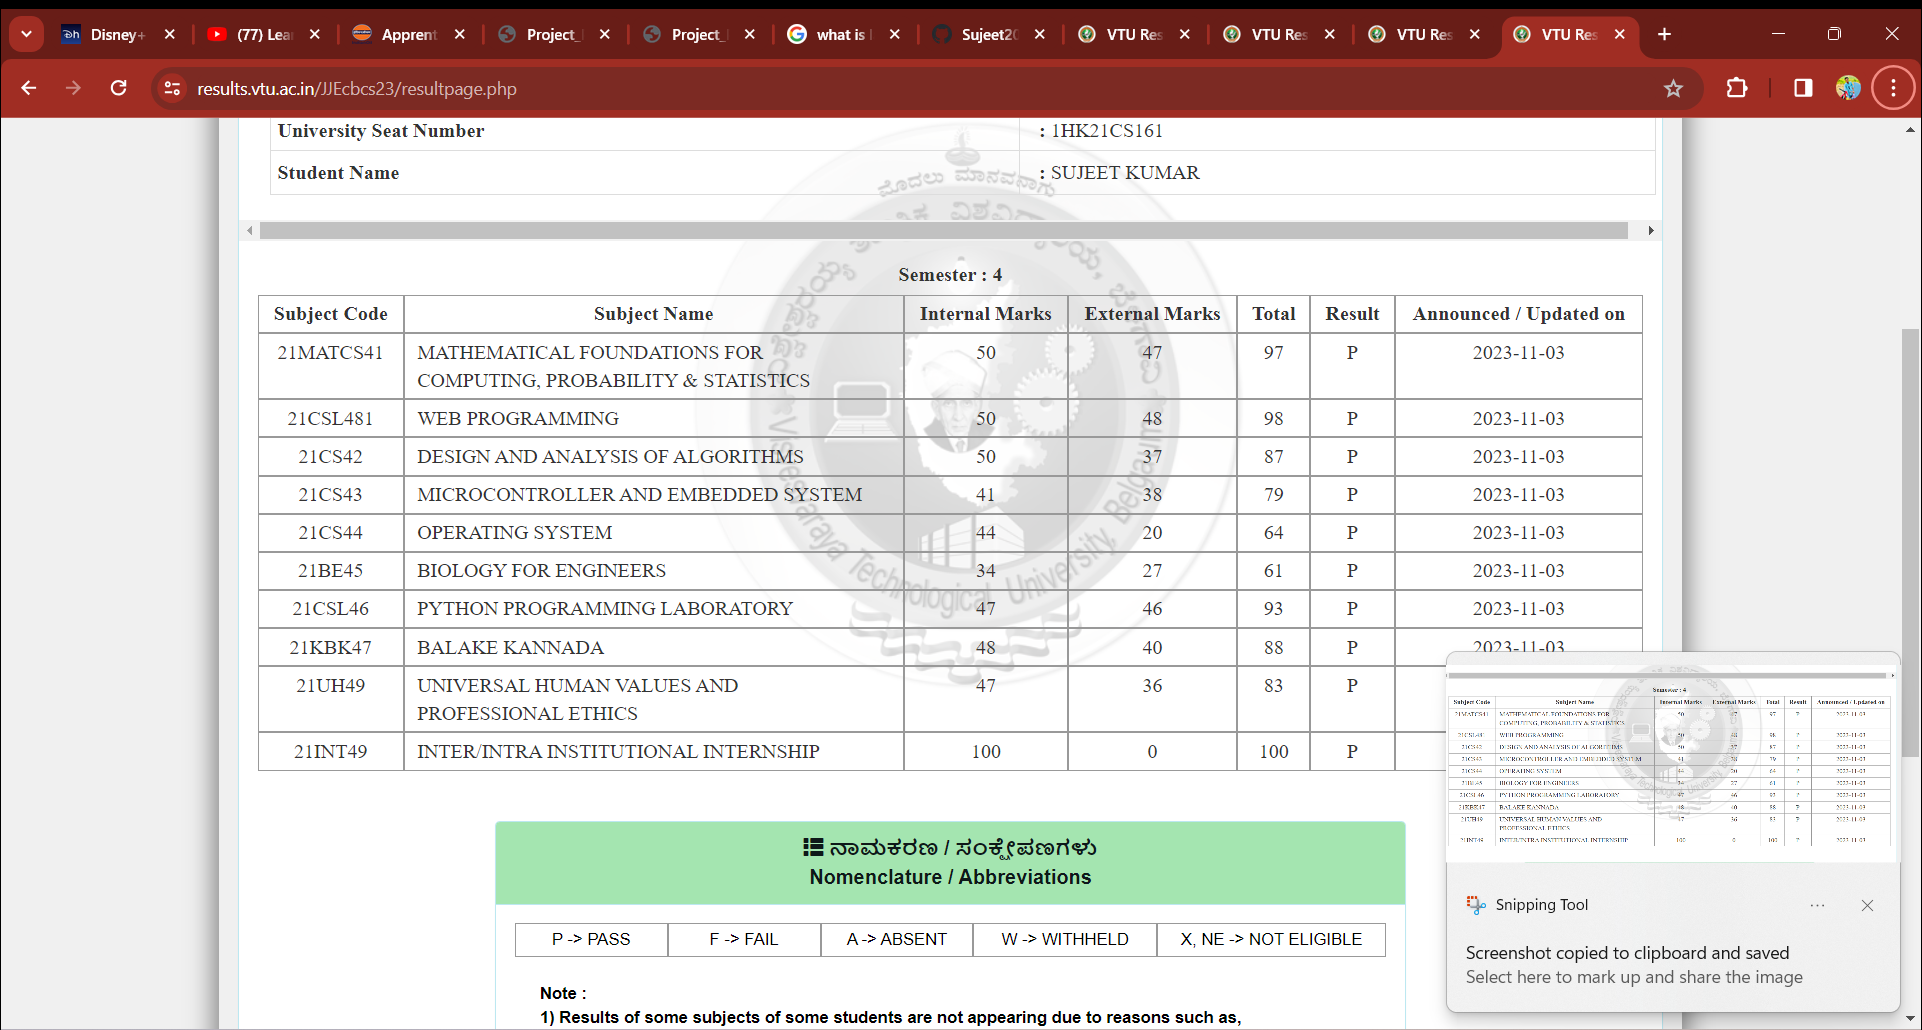 Disney+
(77) Lea
Apprent
Project_
Project_
what is
Sujeet20
VTU Res
VTU Res
VTU Res
VTU Res
results.vtu.ac.in/JJEcbcs23/resultpage.php
University Seat Number : 1HK21CS161
Student Name : SUJEET KUMAR
Semester : 4
Subject Code Subject Name Internal Marks External Marks Total Result Announced / Updated on
21MATCS41 MATHEMATICAL FOUNDATIONS FOR 50 47 97 P 2023-11-03
COMPUTING, PROBABILITY & STATISTICS
21CSL481 WEB PROGRAMMING 50 48 98 P 2023-11-03
21CS42 DESIGN AND ANALYSIS OF ALGORITHMS 50 37 87 P 2023-11-03
21CS43 MICROCONTROLLER AND EMBEDDED SYSTEM 41 38 79 P 2023-11-03
21CS44 OPERATING SYSTEM 44 20 64 P 2023-11-03
21BE45 BIOLOGY FOR ENGINEERS 34 27 61 P 2023-11-03
21CSL46 PYTHON PROGRAMMING LABORATORY 47 46 93 P 2023-11-03
21KBK47 BALAKE KANNADA 48 40 88 P 2023-11-03
21UH49 UNIVERSAL HUMAN VALUES AND 47 36 83 P
PROFESSIONAL ETHICS
21INT49 INTER/INTRA INSTITUTIONAL INTERNSHIP 100 0 100 P
Visvesvaraya Technological University, Belgaum
ನಾಮಕರಣ / ಸಂಕ್ಷೇಪಣಗಳು
Nomenclature / Abbreviations
P -> PASS F -> FAIL A -> ABSENT W -> WITHHELD X, NE -> NOT ELIGIBLE
Note :
1) Results of some subjects of some students are not appearing due to reasons such as,
Snipping Tool
Screenshot copied to clipboard and saved
Select here to mark up and share the image